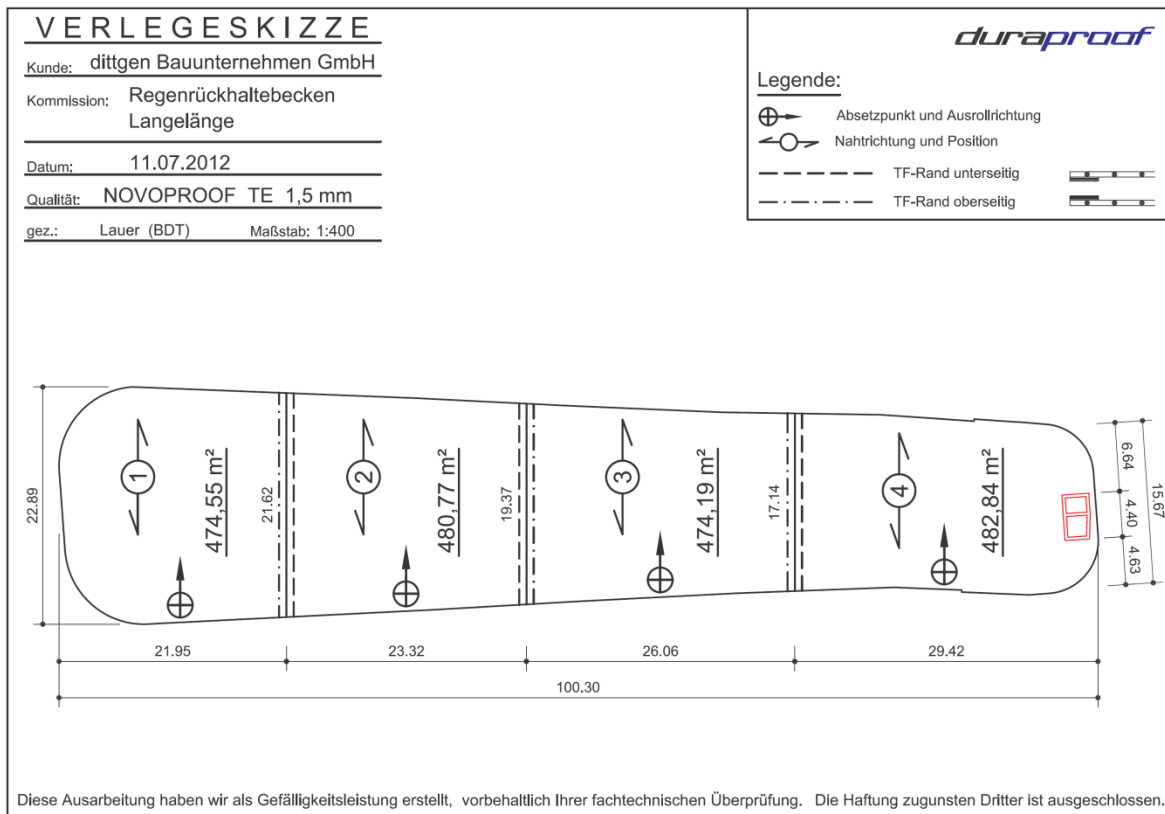 VERLEGESKIZZE
Kunde: dittgen Bauunternehmen GmbH
Kommission: Regenrückhaltebecken
Langelänge
Datum: 11.07.2012
Qualität: NOVOPROOF TE 1,5 mm
gez.: Lauer (BDT) Maßstab: 1:400
duraproof
Legende:
Absetzpunkt und Ausrollrichtung
Nahtrichtung und Position
TF-Rand unterseitig
TF-Rand oberseitig
22.89
1
474,55 m²
21.62
2
480,77 m²
19.37
3
474,19 m²
17.14
4
482,84 m²
6.64
4.40
4.63
15.67
21.95
23.32
26.06
29.42
100.30
Diese Ausarbeitung haben wir als Gefälligkeitsleistung erstellt, vorbehaltlich Ihrer fachtechnischen Überprüfung. Die Haftung zugunsten Dritter ist ausgeschlossen.